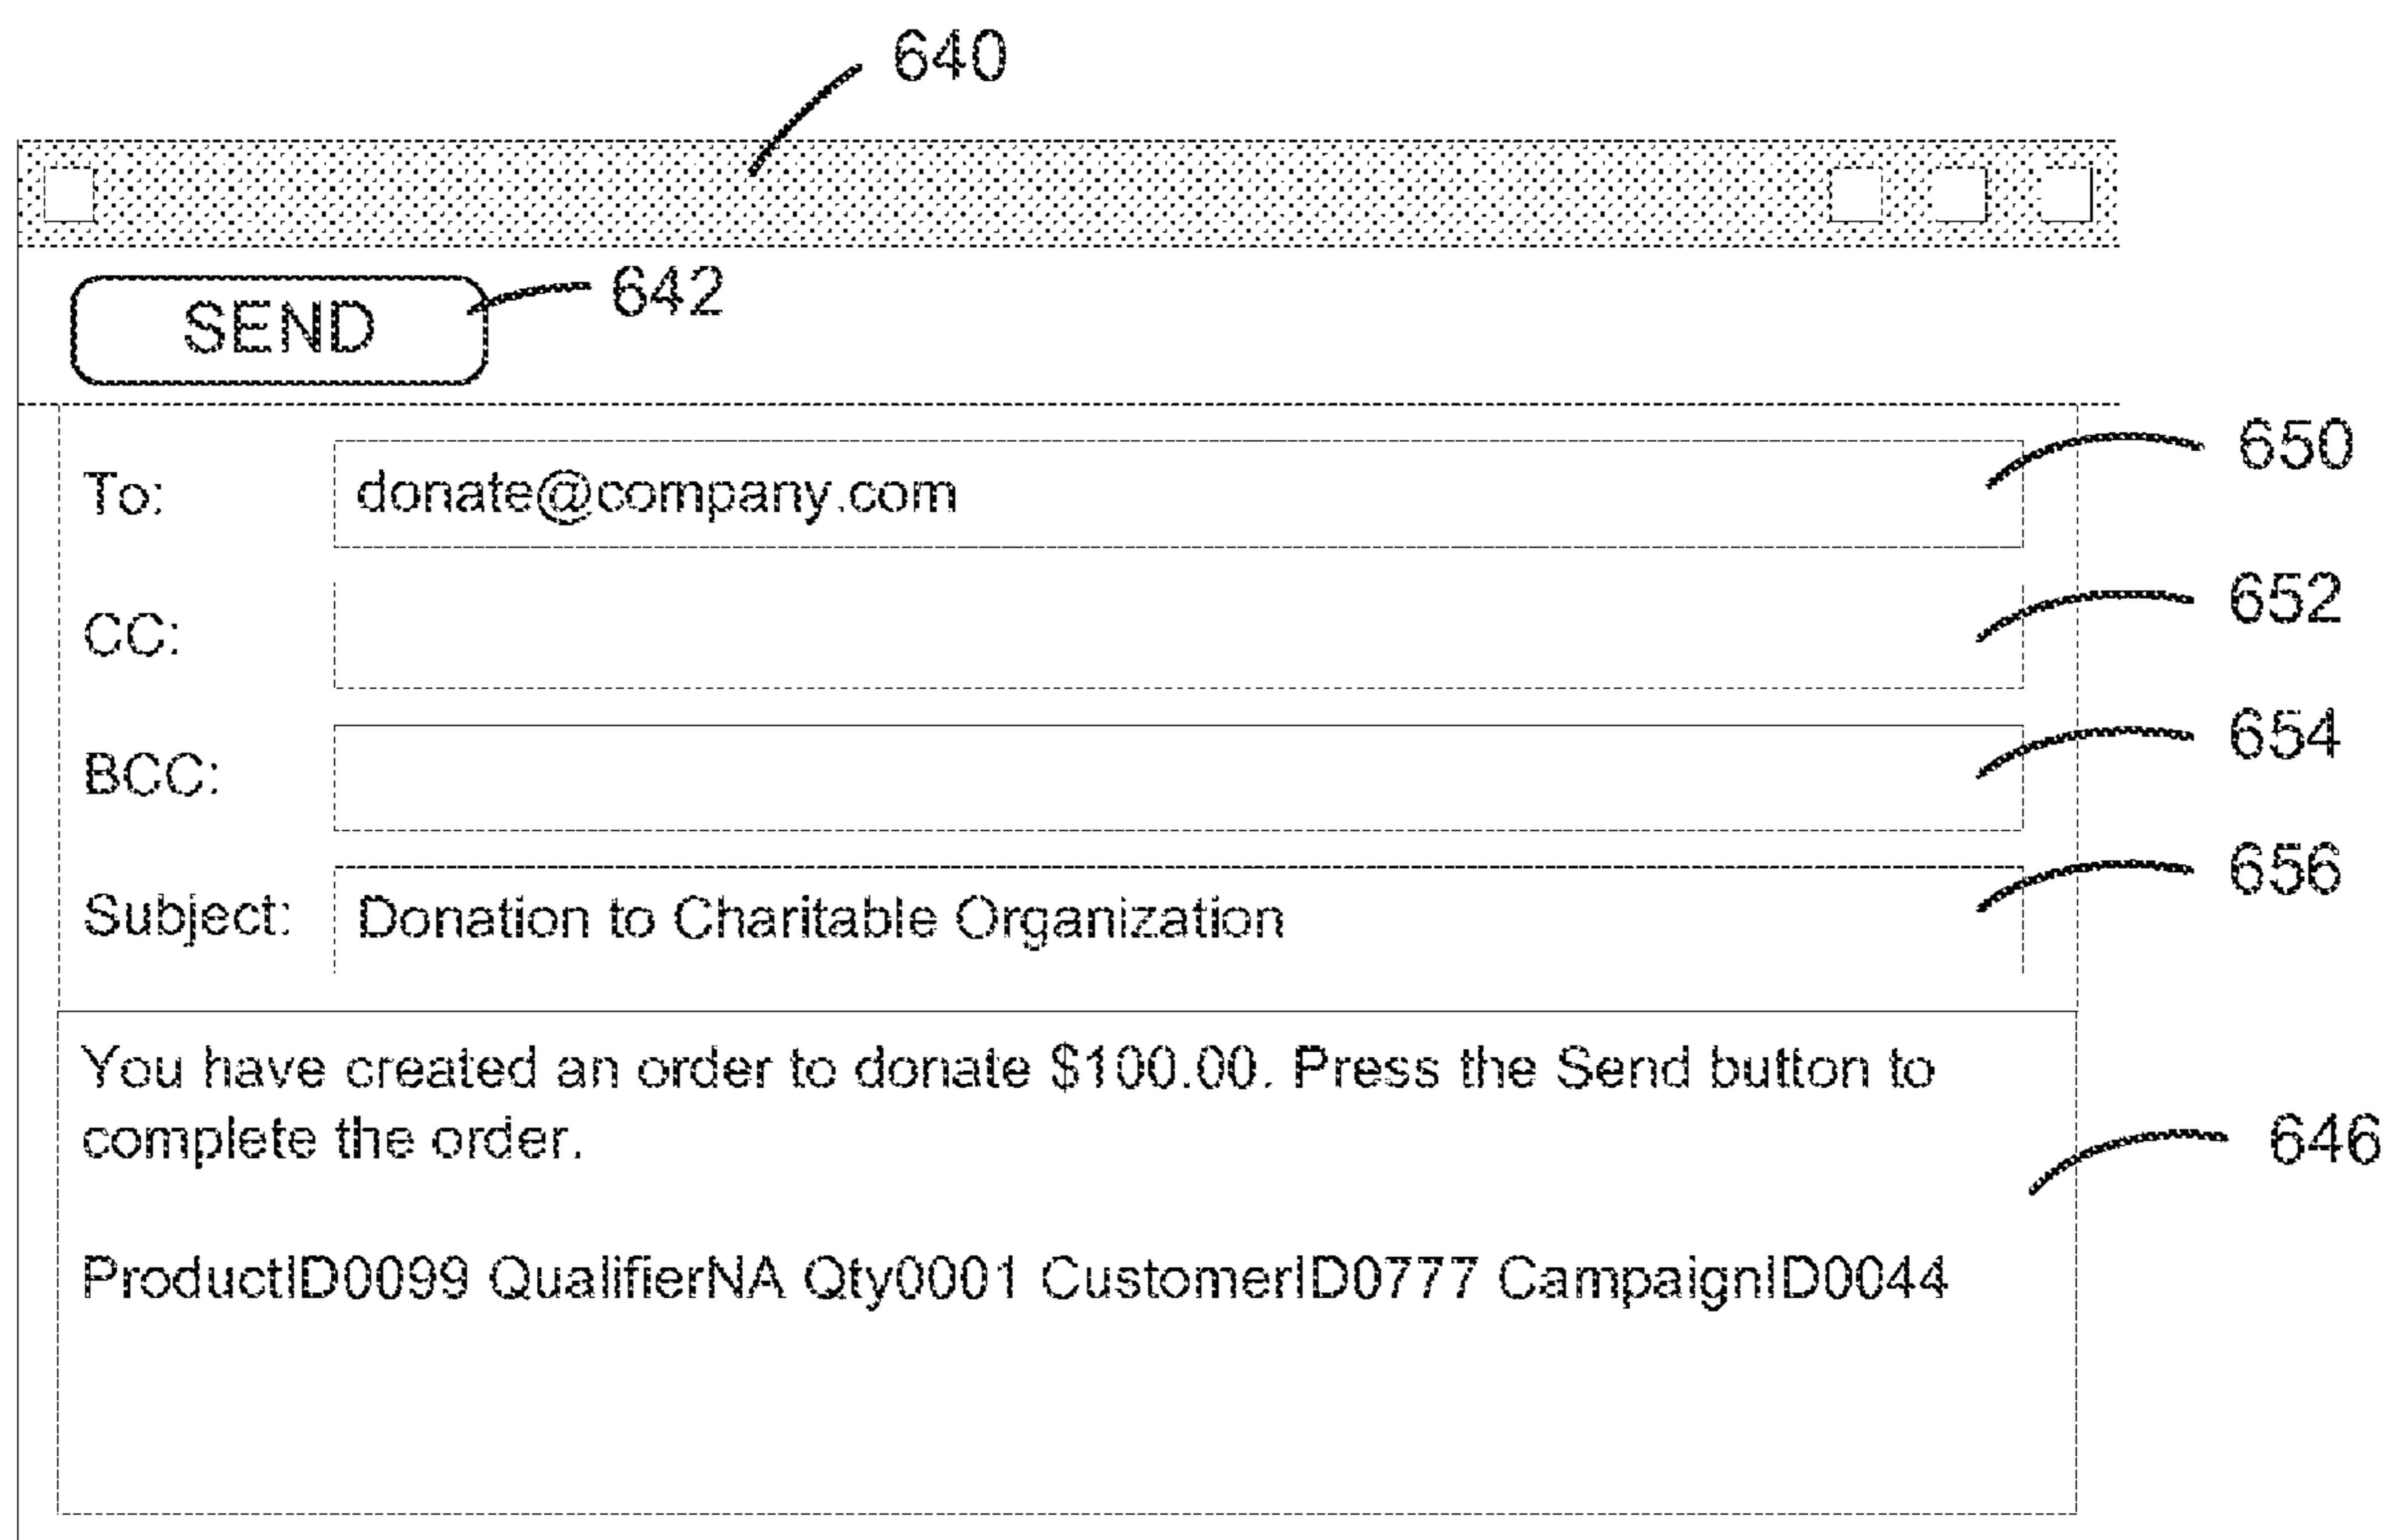 640
SEND 642
To: donate@company.com 650
CC: 652
BCC: 654
Subject: Donation to Charitable Organization 656
You have created an order to donate $100.00. Press the Send button to
complete the order.
646
ProductID0099 QualifierNA Qty0001 CustomerID0777 CampaignID0044